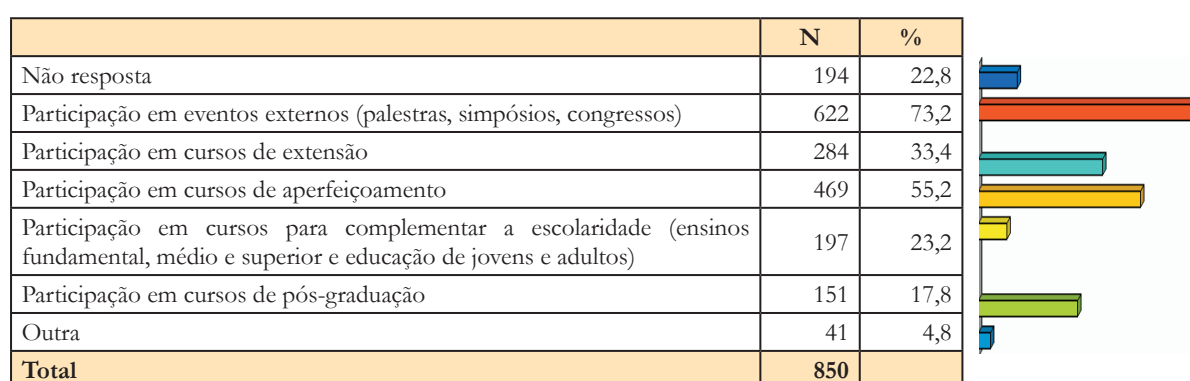 N %
Não resposta 194 22,8
Participação em eventos externos (palestras, simpósios, congressos) 622 73,2
Participação em cursos de extensão 284 33,4
Participação em cursos de aperfeiçoamento 469 55,2
Participação em cursos para complementar a escolaridade (ensinos
fundamental, médio e superior e educação de jovens e adultos) 197 23,2
Participação em cursos de pós-graduação 151 17,8
Outra 41 4,8
Total 850